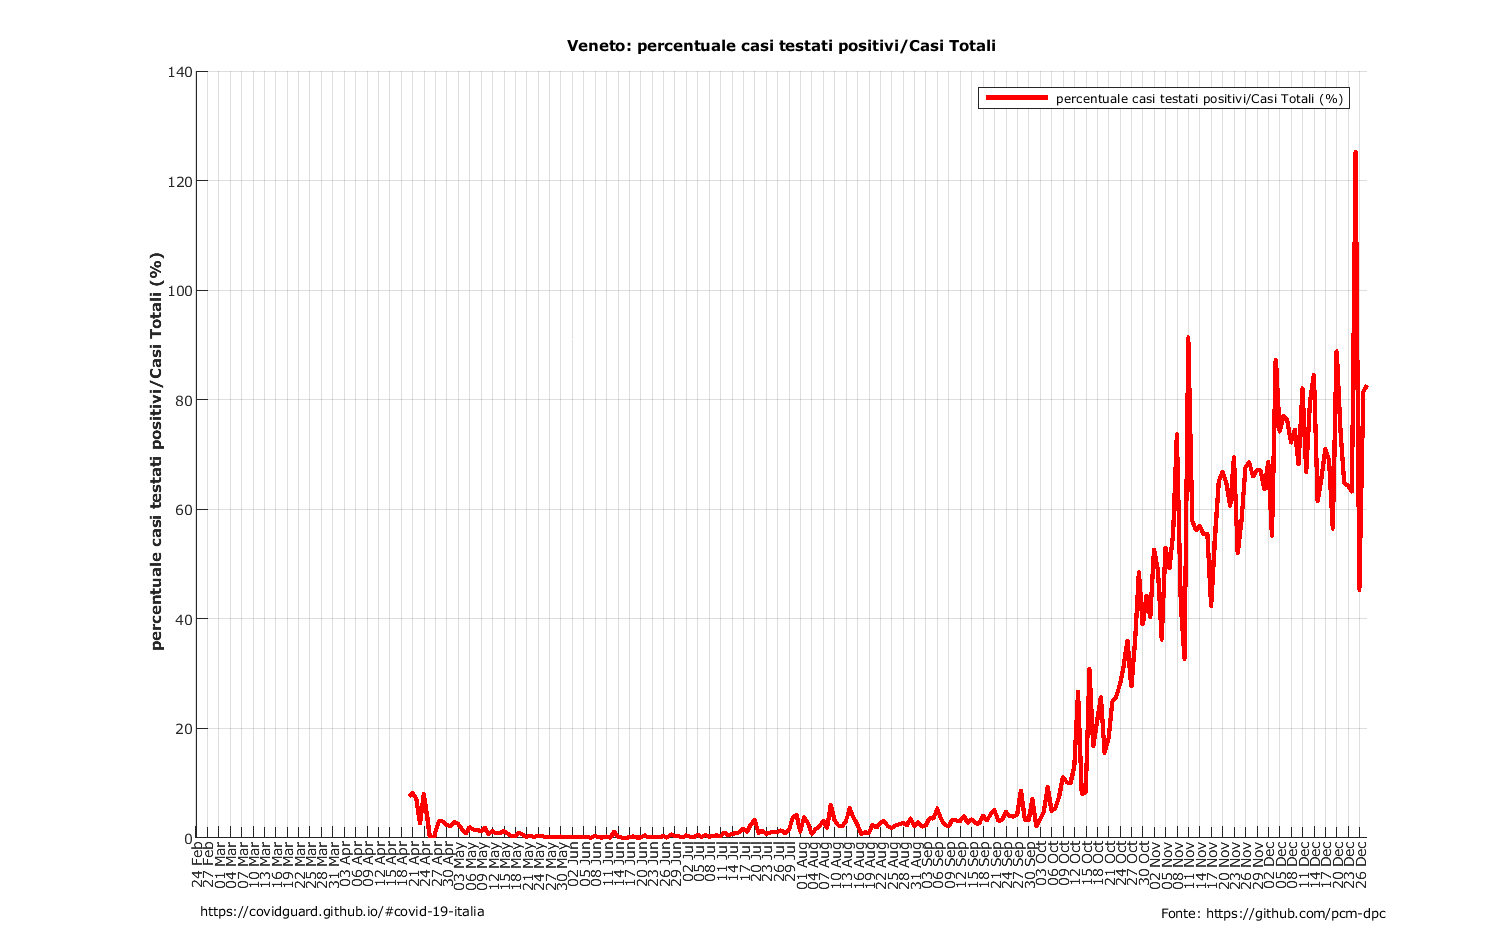 Veneto: percentuale casi testati positivi/Casi Totali
percentuale casi testati positivi/Casi Totali (%)
percentuale casi testati positivi/Casi Totali (%)
140
120
100
80
60
40
20
0
24 Feb
27 Feb
01 Mar
04 Mar
07 Mar
10 Mar
13 Mar
16 Mar
19 Mar
22 Mar
25 Mar
28 Mar
31 Mar
03 Apr
06 Apr
09 Apr
12 Apr
15 Apr
18 Apr
21 Apr
24 Apr
27 Apr
30 Apr
03 May
06 May
09 May
12 May
15 May
18 May
21 May
24 May
27 May
30 May
02 Jun
05 Jun
08 Jun
11 Jun
14 Jun
17 Jun
20 Jun
23 Jun
26 Jun
29 Jun
02 Jul
05 Jul
08 Jul
11 Jul
14 Jul
17 Jul
20 Jul
23 Jul
26 Jul
29 Jul
01 Aug
04 Aug
07 Aug
10 Aug
13 Aug
16 Aug
19 Aug
22 Aug
25 Aug
28 Aug
31 Aug
03 Sep
06 Sep
09 Sep
12 Sep
15 Sep
18 Sep
21 Sep
24 Sep
27 Sep
30 Sep
03 Oct
06 Oct
09 Oct
12 Oct
15 Oct
18 Oct
21 Oct
24 Oct
27 Oct
30 Oct
02 Nov
05 Nov
08 Nov
11 Nov
14 Nov
17 Nov
20 Nov
23 Nov
26 Nov
29 Nov
02 Dec
05 Dec
08 Dec
11 Dec
14 Dec
17 Dec
20 Dec
23 Dec
26 Dec
https://covidguard.github.io/#covid-19-italia
Fonte: https://github.com/pcm-dpc